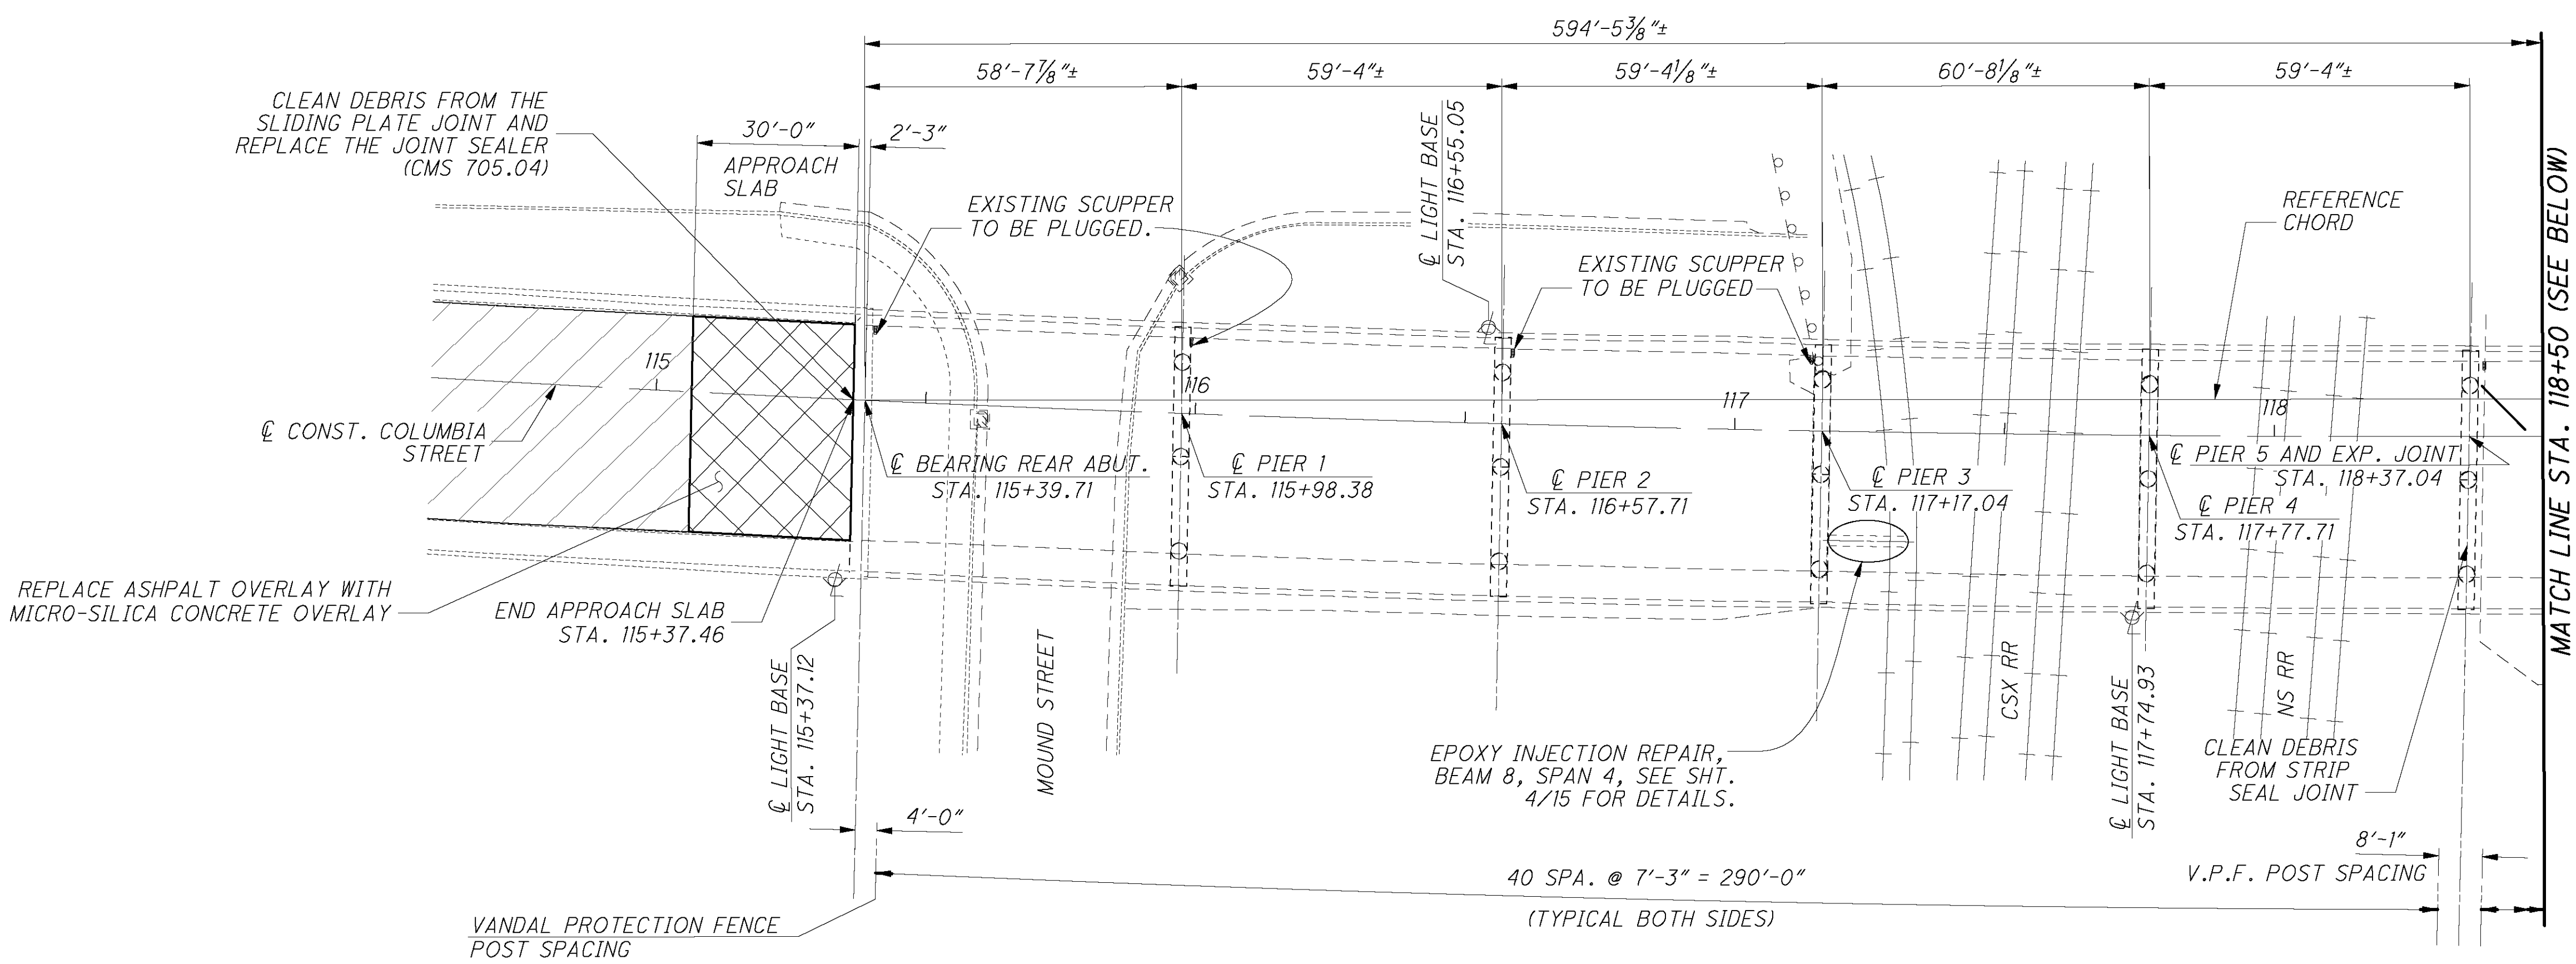 594'-5⅜"±
58'-7⅞"±
59'-4"±
59'-4⅛"±
60'-8⅛"±
59'-4"±
CLEAN DEBRIS FROM THE
SLIDING PLATE JOINT AND
REPLACE THE JOINT SEALER
(CMS 705.04)
30'-0"
2'-3"
APPROACH
SLAB
EXISTING SCUPPER
TO BE PLUGGED.
℄ LIGHT BASE
STA. 116+55.05
EXISTING SCUPPER
TO BE PLUGGED
REFERENCE
CHORD
MATCH LINE STA. 118+50 (SEE BELOW)
115
116
117
118
℄ CONST. COLUMBIA
STREET
℄ BEARING REAR ABUT.
STA. 115+39.71
℄ PIER 1
STA. 115+98.38
℄ PIER 2
STA. 116+57.71
℄ PIER 3
STA. 117+17.04
℄ PIER 5 AND EXP. JOINT
STA. 118+37.04
℄ PIER 4
STA. 117+77.71
REPLACE ASHPALT OVERLAY WITH
MICRO-SILICA CONCRETE OVERLAY
END APPROACH SLAB
STA. 115+37.46
℄ LIGHT BASE
STA. 115+37.12
MOUND STREET
CSX RR
℄ LIGHT BASE
STA. 117+74.93
NS RR
EPOXY INJECTION REPAIR,
BEAM 8, SPAN 4, SEE SHT.
4/15 FOR DETAILS.
CLEAN DEBRIS
FROM STRIP
SEAL JOINT
4'-0"
8'-1"
V.P.F. POST SPACING
40 SPA. @ 7'-3" = 290'-0"
(TYPICAL BOTH SIDES)
VANDAL PROTECTION FENCE
POST SPACING